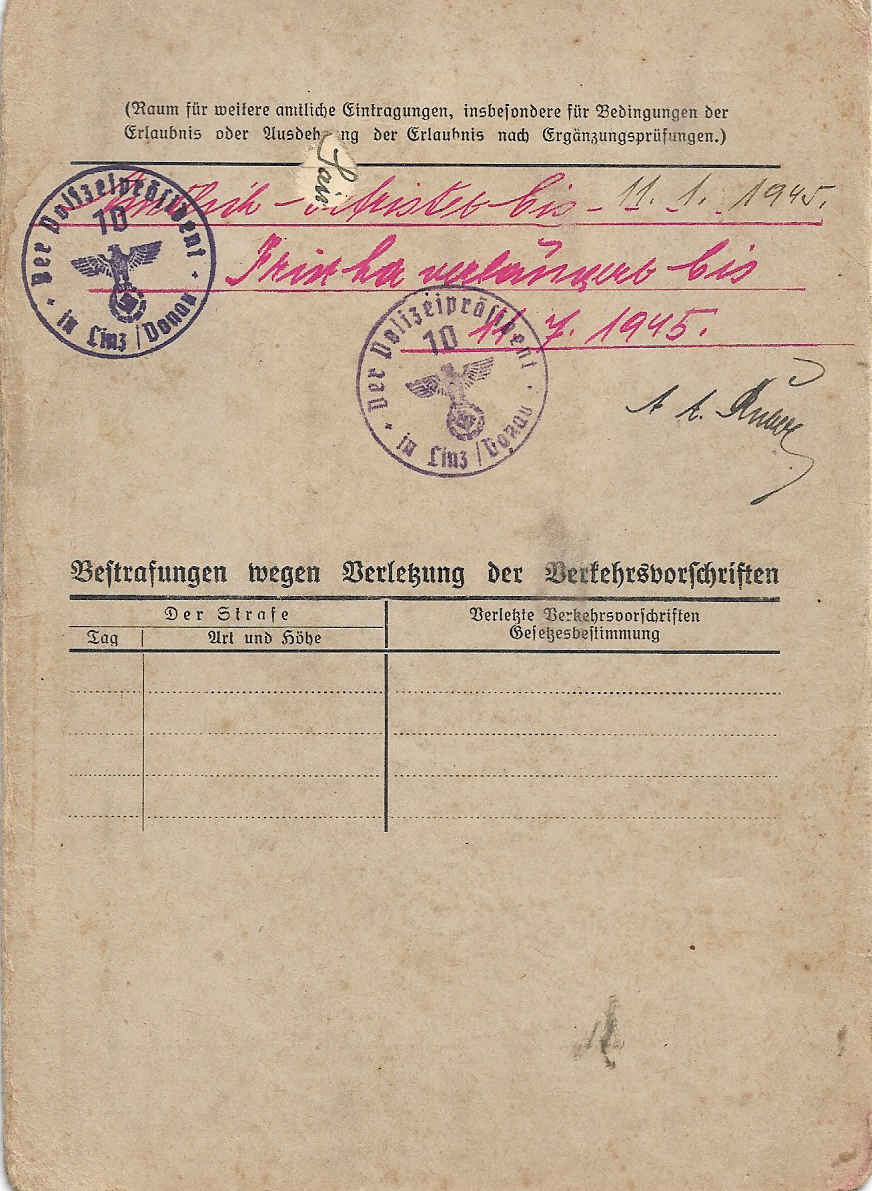 (Raum für weitere amtliche Eintragungen, insbesondere für Bedingungen der
Erlaubnis oder Ausdehnung der Erlaubnis nach Ergänzungsprüfungen.)
bis 11. 1. 1945.
Der Polizeipräsident
10
in Linz/Donau
verlängert bis
11. 7. 1945.
Der Polizeipräsident
10
in Linz/Donau
Bestrafungen wegen Verletzung der Verkehrsvorschriften
Der Strafe
Verletzte Verkehrsvorschriften
Gesetzesbestimmung
Tag
Art und Höhe